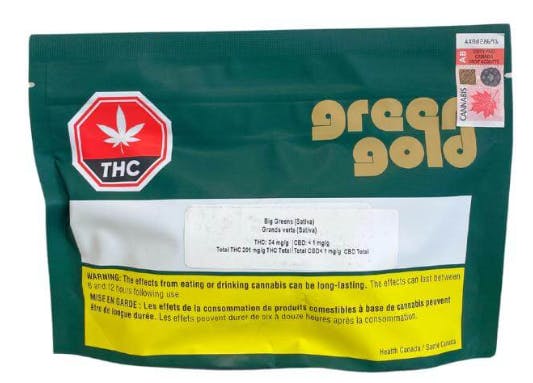 AB
CANNABIS
green
gold
THC
Big Greens (Sativa)
Grands verts (Sativa)
THC: 54 mg/g | CBD: < 1 mg/g
Total THC 201 mg/g THC Total | Total CBD < 1 mg/g CBD Total
WARNING: The effects from eating or drinking cannabis can be long-lasting. The effects can last between
6 and 12 hours following use.
MISE EN GARDE : Les effets de la consommation de produits comestibles à base de cannabis peuvent
être de longue durée. Les effets peuvent durer de six à douze heures après la consommation.
Health Canada / Santé Canada